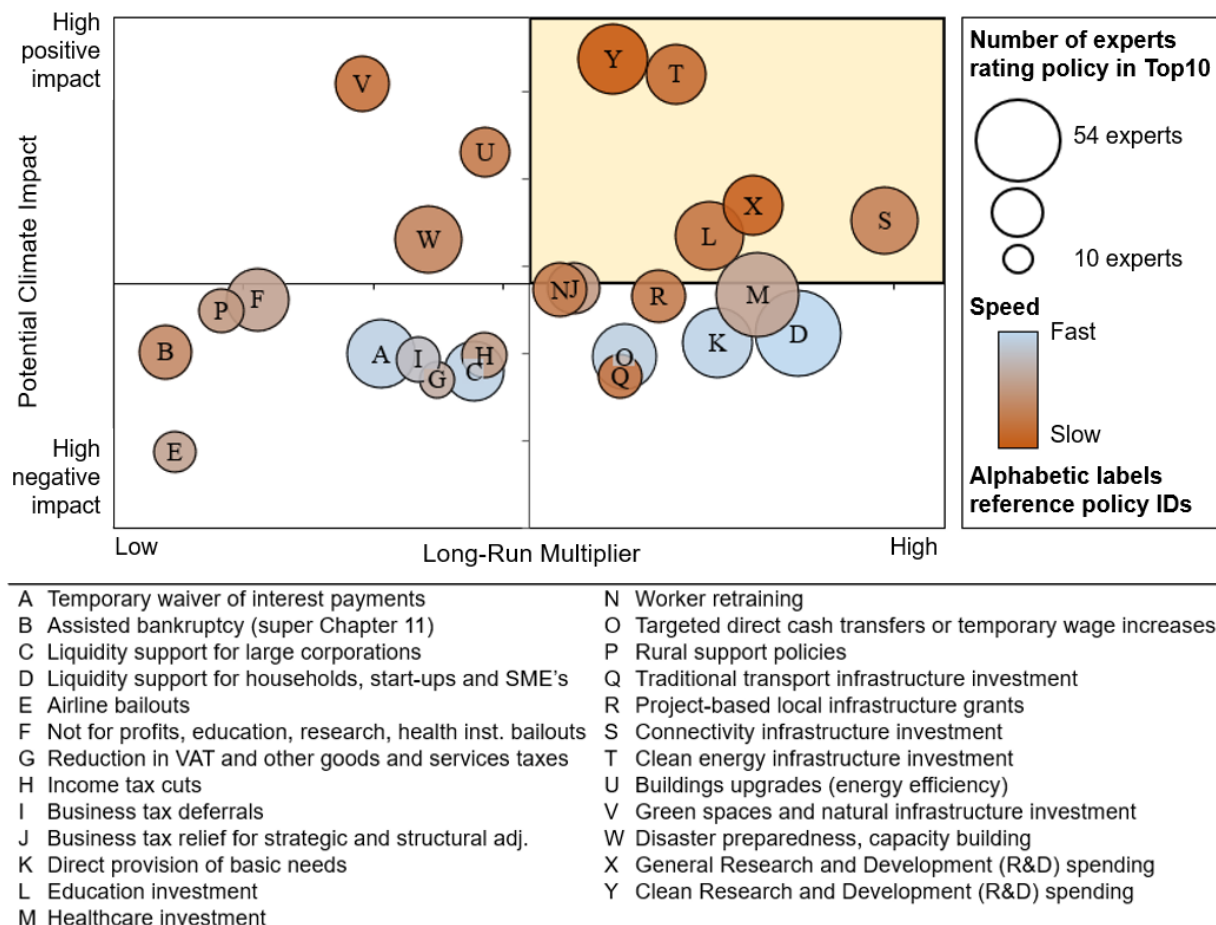 High
positive
impact
Potential Climate Impact
High
negative
impact
Y
T
V
U
X
S
L
W
N J
R
M
F
P
D
K
B
A
I
H
O
C
G
Q
E
Low
Long-Run Multiplier
High
Number of experts
rating policy in Top10
54 experts
10 experts
Speed
Fast
Slow
Alphabetic labels
reference policy IDs
A Temporary waiver of interest payments
B Assisted bankruptcy (super Chapter 11)
C Liquidity support for large corporations
D Liquidity support for households, start-ups and SME's
E Airline bailouts
F Not for profits, education, research, health inst. bailouts
G Reduction in VAT and other goods and services taxes
H Income tax cuts
I Business tax deferrals
J Business tax relief for strategic and structural adj.
K Direct provision of basic needs
L Education investment
M Healthcare investment
N Worker retraining
O Targeted direct cash transfers or temporary wage increases
P Rural support policies
Q Traditional transport infrastructure investment
R Project-based local infrastructure grants
S Connectivity infrastructure investment
T Clean energy infrastructure investment
U Buildings upgrades (energy efficiency)
V Green spaces and natural infrastructure investment
W Disaster preparedness, capacity building
X General Research and Development (R&D) spending
Y Clean Research and Development (R&D) spending